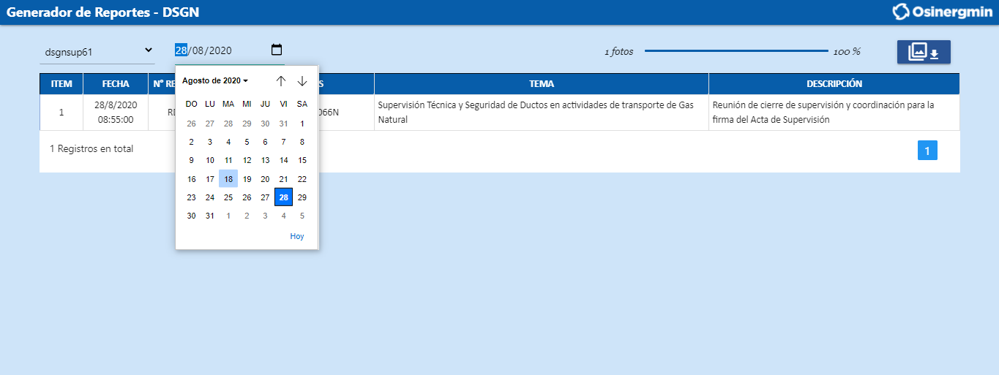 Generador de Reportes - DSGN
Osinergmin
dsgnsup61
28/08/2020
1 fotos
100 %
ITEM FECHA N° RE S TEMA DESCRIPCIÓN
1
28/8/2020
08:55:00
066N
Supervisión Técnica y Seguridad de Ductos en actividades de transporte de Gas
Natural
Reunión de cierre de supervisión y coordinación para la
firma del Acta de Supervisión
1 Registros en total
1
Agosto de 2020
DO LU MA MI JU VI SA
26 27 28 29 30 31 1
2 3 4 5 6 7 8
9 10 11 12 13 14 15
16 17 18 19 20 21 22
23 24 25 26 27 28 29
30 31 1 2 3 4 5
Hoy